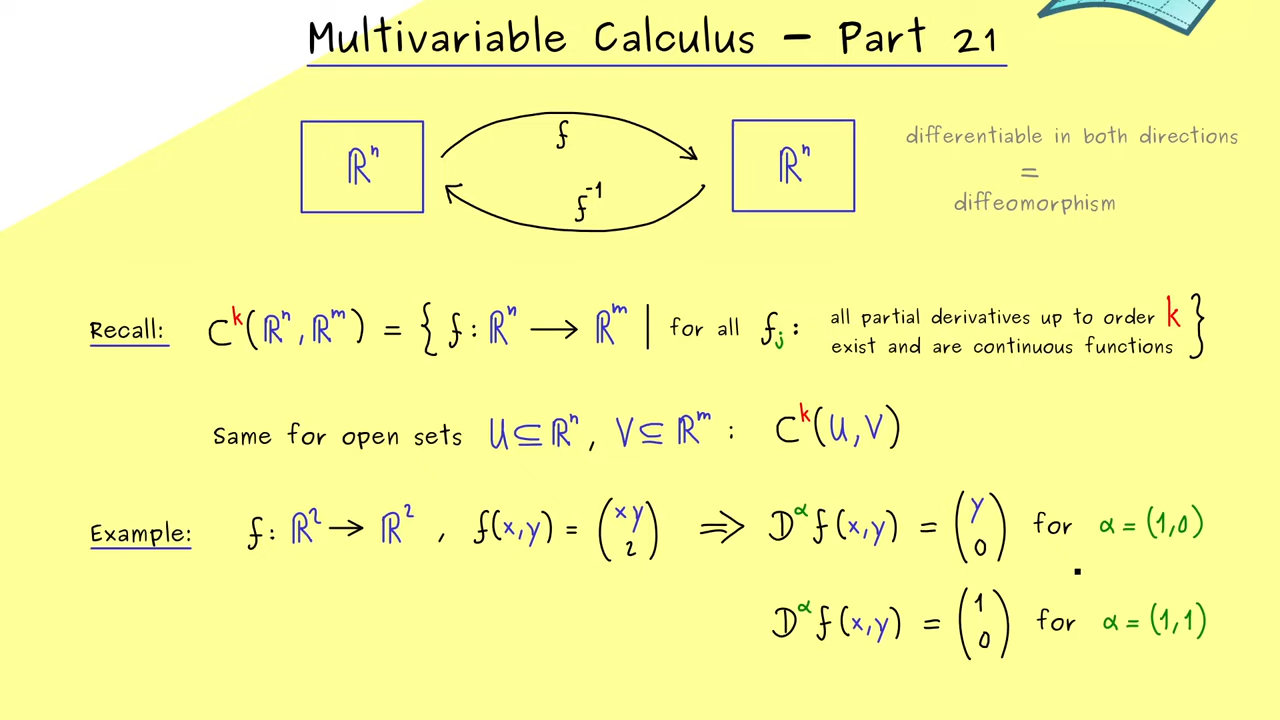 Multivariable Calculus – Part 21
ℝⁿ f ℝⁿ
f⁻¹
differentiable in both directions
=
diffeomorphism
Recall: Cᵏ(ℝⁿ, ℝᵐ) = { f: ℝⁿ ⟶ ℝᵐ | for all fⱼ : all partial derivatives up to order k exist and are continuous functions }
Same for open sets U ⊆ ℝⁿ, V ⊆ ℝᵐ : Cᵏ(U, V)
Example: f: ℝ² → ℝ² , f(x,y) = (xy 2) ⟹ Dᵅf(x,y) = (y 0) for α = (1,0)
Dᵅf(x,y) = (1 0) for α = (1,1)